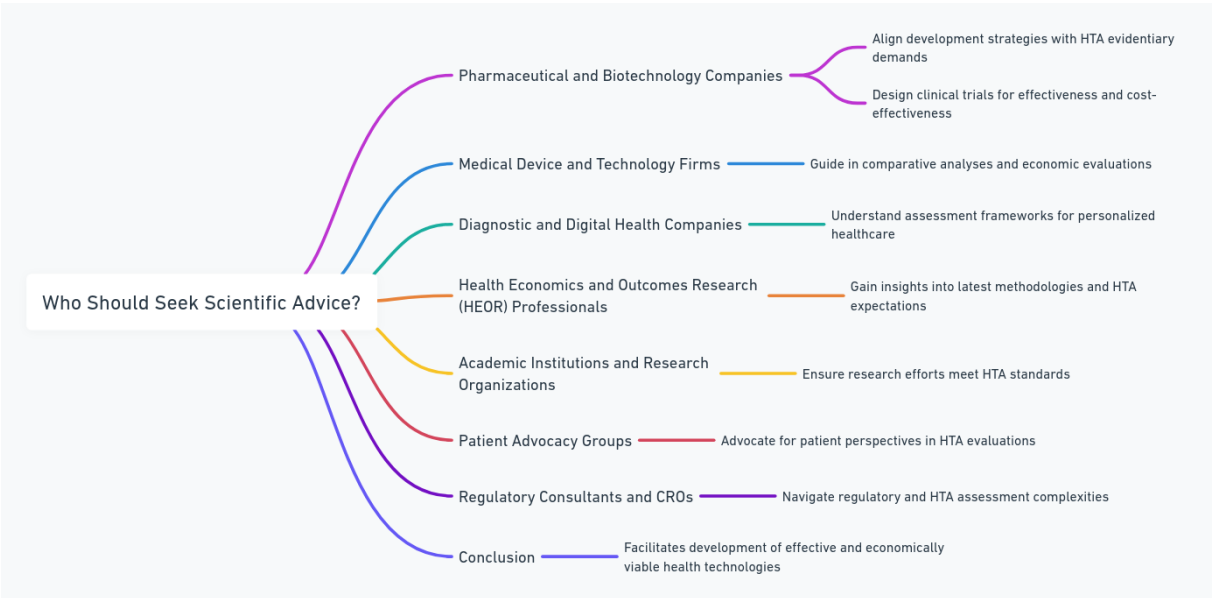 Who Should Seek Scientific Advice?
Pharmaceutical and Biotechnology Companies
Align development strategies with HTA evidentiary
demands
Design clinical trials for effectiveness and cost-
effectiveness
Medical Device and Technology Firms
Guide in comparative analyses and economic evaluations
Diagnostic and Digital Health Companies
Understand assessment frameworks for personalized
healthcare
Health Economics and Outcomes Research
(HEOR) Professionals
Gain insights into latest methodologies and HTA
expectations
Academic Institutions and Research
Organizations
Ensure research efforts meet HTA standards
Patient Advocacy Groups
Advocate for patient perspectives in HTA evaluations
Regulatory Consultants and CROs
Navigate regulatory and HTA assessment complexities
Conclusion
Facilitates development of effective and economically
viable health technologies